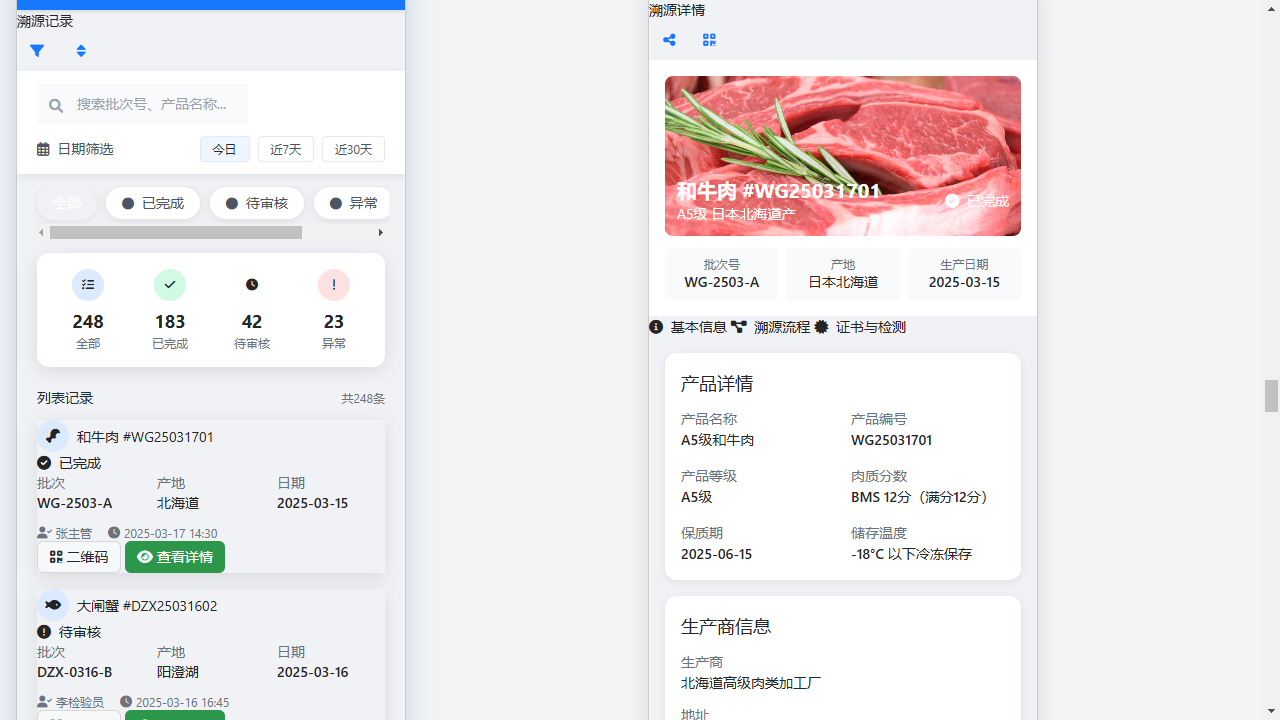 溯源记录
搜索批次号、产品名称...
日期筛选
今日
近7天
近30天
全部
已完成
待审核
异常
248
全部
183
已完成
42
待审核
23
异常
列表记录
共248条
和牛肉 #WG25031701
已完成
批次
产地
日期
WG-2503-A
北海道
2025-03-15
张主管
2025-03-17 14:30
二维码
查看详情
大闸蟹 #DZX25031602
待审核
批次
产地
日期
DZX-0316-B
阳澄湖
2025-03-16
李检验员
2025-03-16 16:45
溯源详情
和牛肉 #WG25031701
A5级 日本北海道产
已完成
批次号
WG-2503-A
产地
日本北海道
生产日期
2025-03-15
基本信息
溯源流程
证书与检测
产品详情
产品名称
产品编号
A5级和牛肉
WG25031701
产品等级
肉质分数
A5级
BMS 12分（满分12分）
保质期
储存温度
2025-06-15
-18°C 以下冷冻保存
生产商信息
生产商
北海道高级肉类加工厂
地址